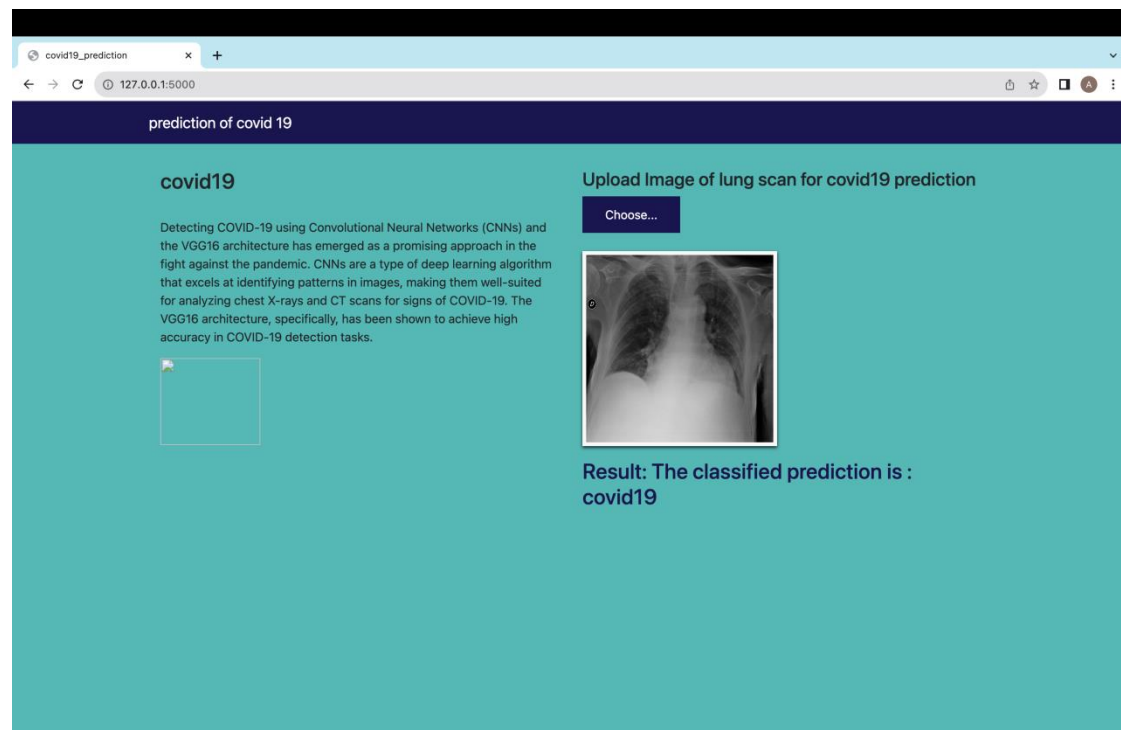 covid19_prediction
127.0.0.1:5000
A
prediction of covid 19
covid19
Detecting COVID-19 using Convolutional Neural Networks (CNNs) and
the VGG16 architecture has emerged as a promising approach in the
fight against the pandemic. CNNs are a type of deep learning algorithm
that excels at identifying patterns in images, making them well-suited
for analyzing chest X-rays and CT scans for signs of COVID-19. The
VGG16 architecture, specifically, has been shown to achieve high
accuracy in COVID-19 detection tasks.
Upload Image of lung scan for covid19 prediction
Choose...
Result: The classified prediction is :
covid19